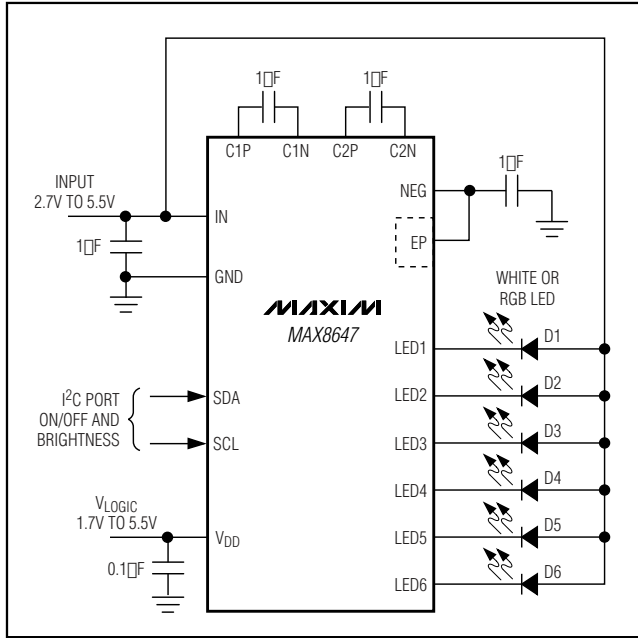 1▯F
1▯F
C1P
C1N
C2P
C2N
1▯F
INPUT
2.7V TO 5.5V
IN
NEG
EP
1▯F
GND
WHITE OR
RGB LED
MAXIM
MAX8647
LED1
D1
I2C PORT
ON/OFF AND
BRIGHTNESS
SDA
LED2
D2
SCL
LED3
D3
LED4
D4
VLOGIC
1.7V TO 5.5V
VDD
LED5
D5
0.1▯F
LED6
D6